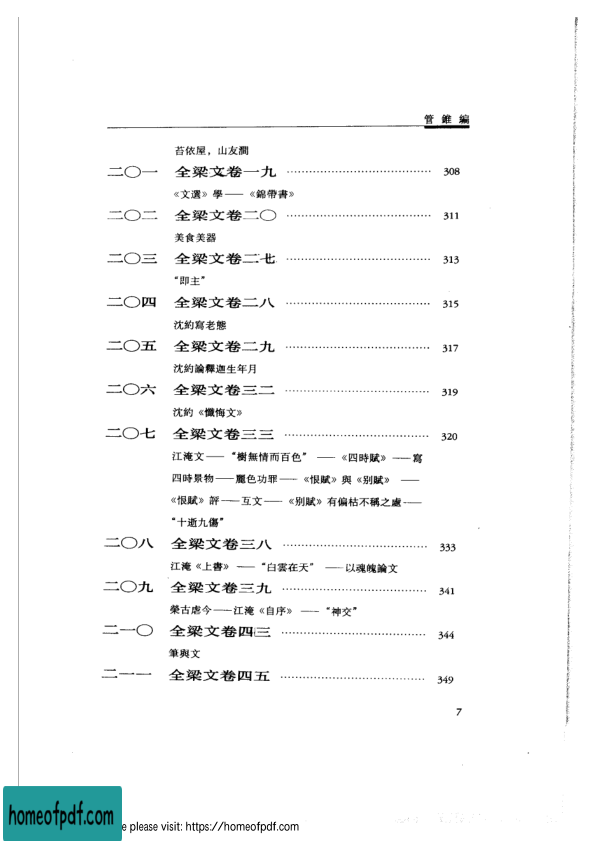 管錐編
苔依屋，山友澗
二〇一 全梁文卷一九 …………………………… 308
《文選》學——《錦帶書》
二〇二 全梁文卷二〇 …………………………… 311
美食美器
二〇三 全梁文卷二七 …………………………… 313
“即主”
二〇四 全梁文卷二八 …………………………… 315
沈約寫老態
二〇五 全梁文卷二九 …………………………… 317
沈約論釋迦生年月
二〇六 全梁文卷三二 …………………………… 319
沈約《懺悔文》
二〇七 全梁文卷三三 …………………………… 320
江淹文——“樹無情而百色”——《四時賦》——寫
四時景物——麗色功罪——《恨賦》與《别賦》——
《恨賦》評——互文——《别賦》有偏枯不稱之處——
“十逝九傷”
二〇八 全梁文卷三八 …………………………… 333
江淹《上書》——“白雲在天”——以魂魄論文
二〇九 全梁文卷三九 …………………………… 341
榮古虐今——江淹《自序》——“神交”
二一〇 全梁文卷四三 …………………………… 344
筆與文
二一一 全梁文卷四五 …………………………… 349
7
homeofpdf.com
e please visit: https://homeofpdf.com